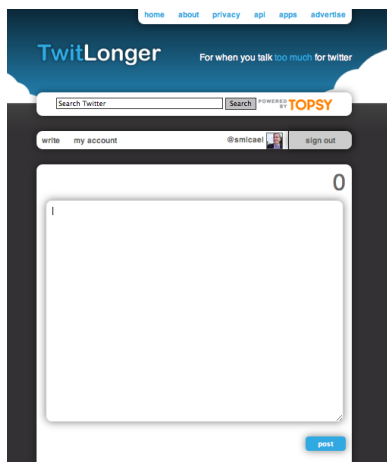 home about privacy api apps advertise
TwitLonger
For when you talk too much for twitter
Search Twitter Search POWERED BY TOPSY
write my account @smicael sign out
0
post